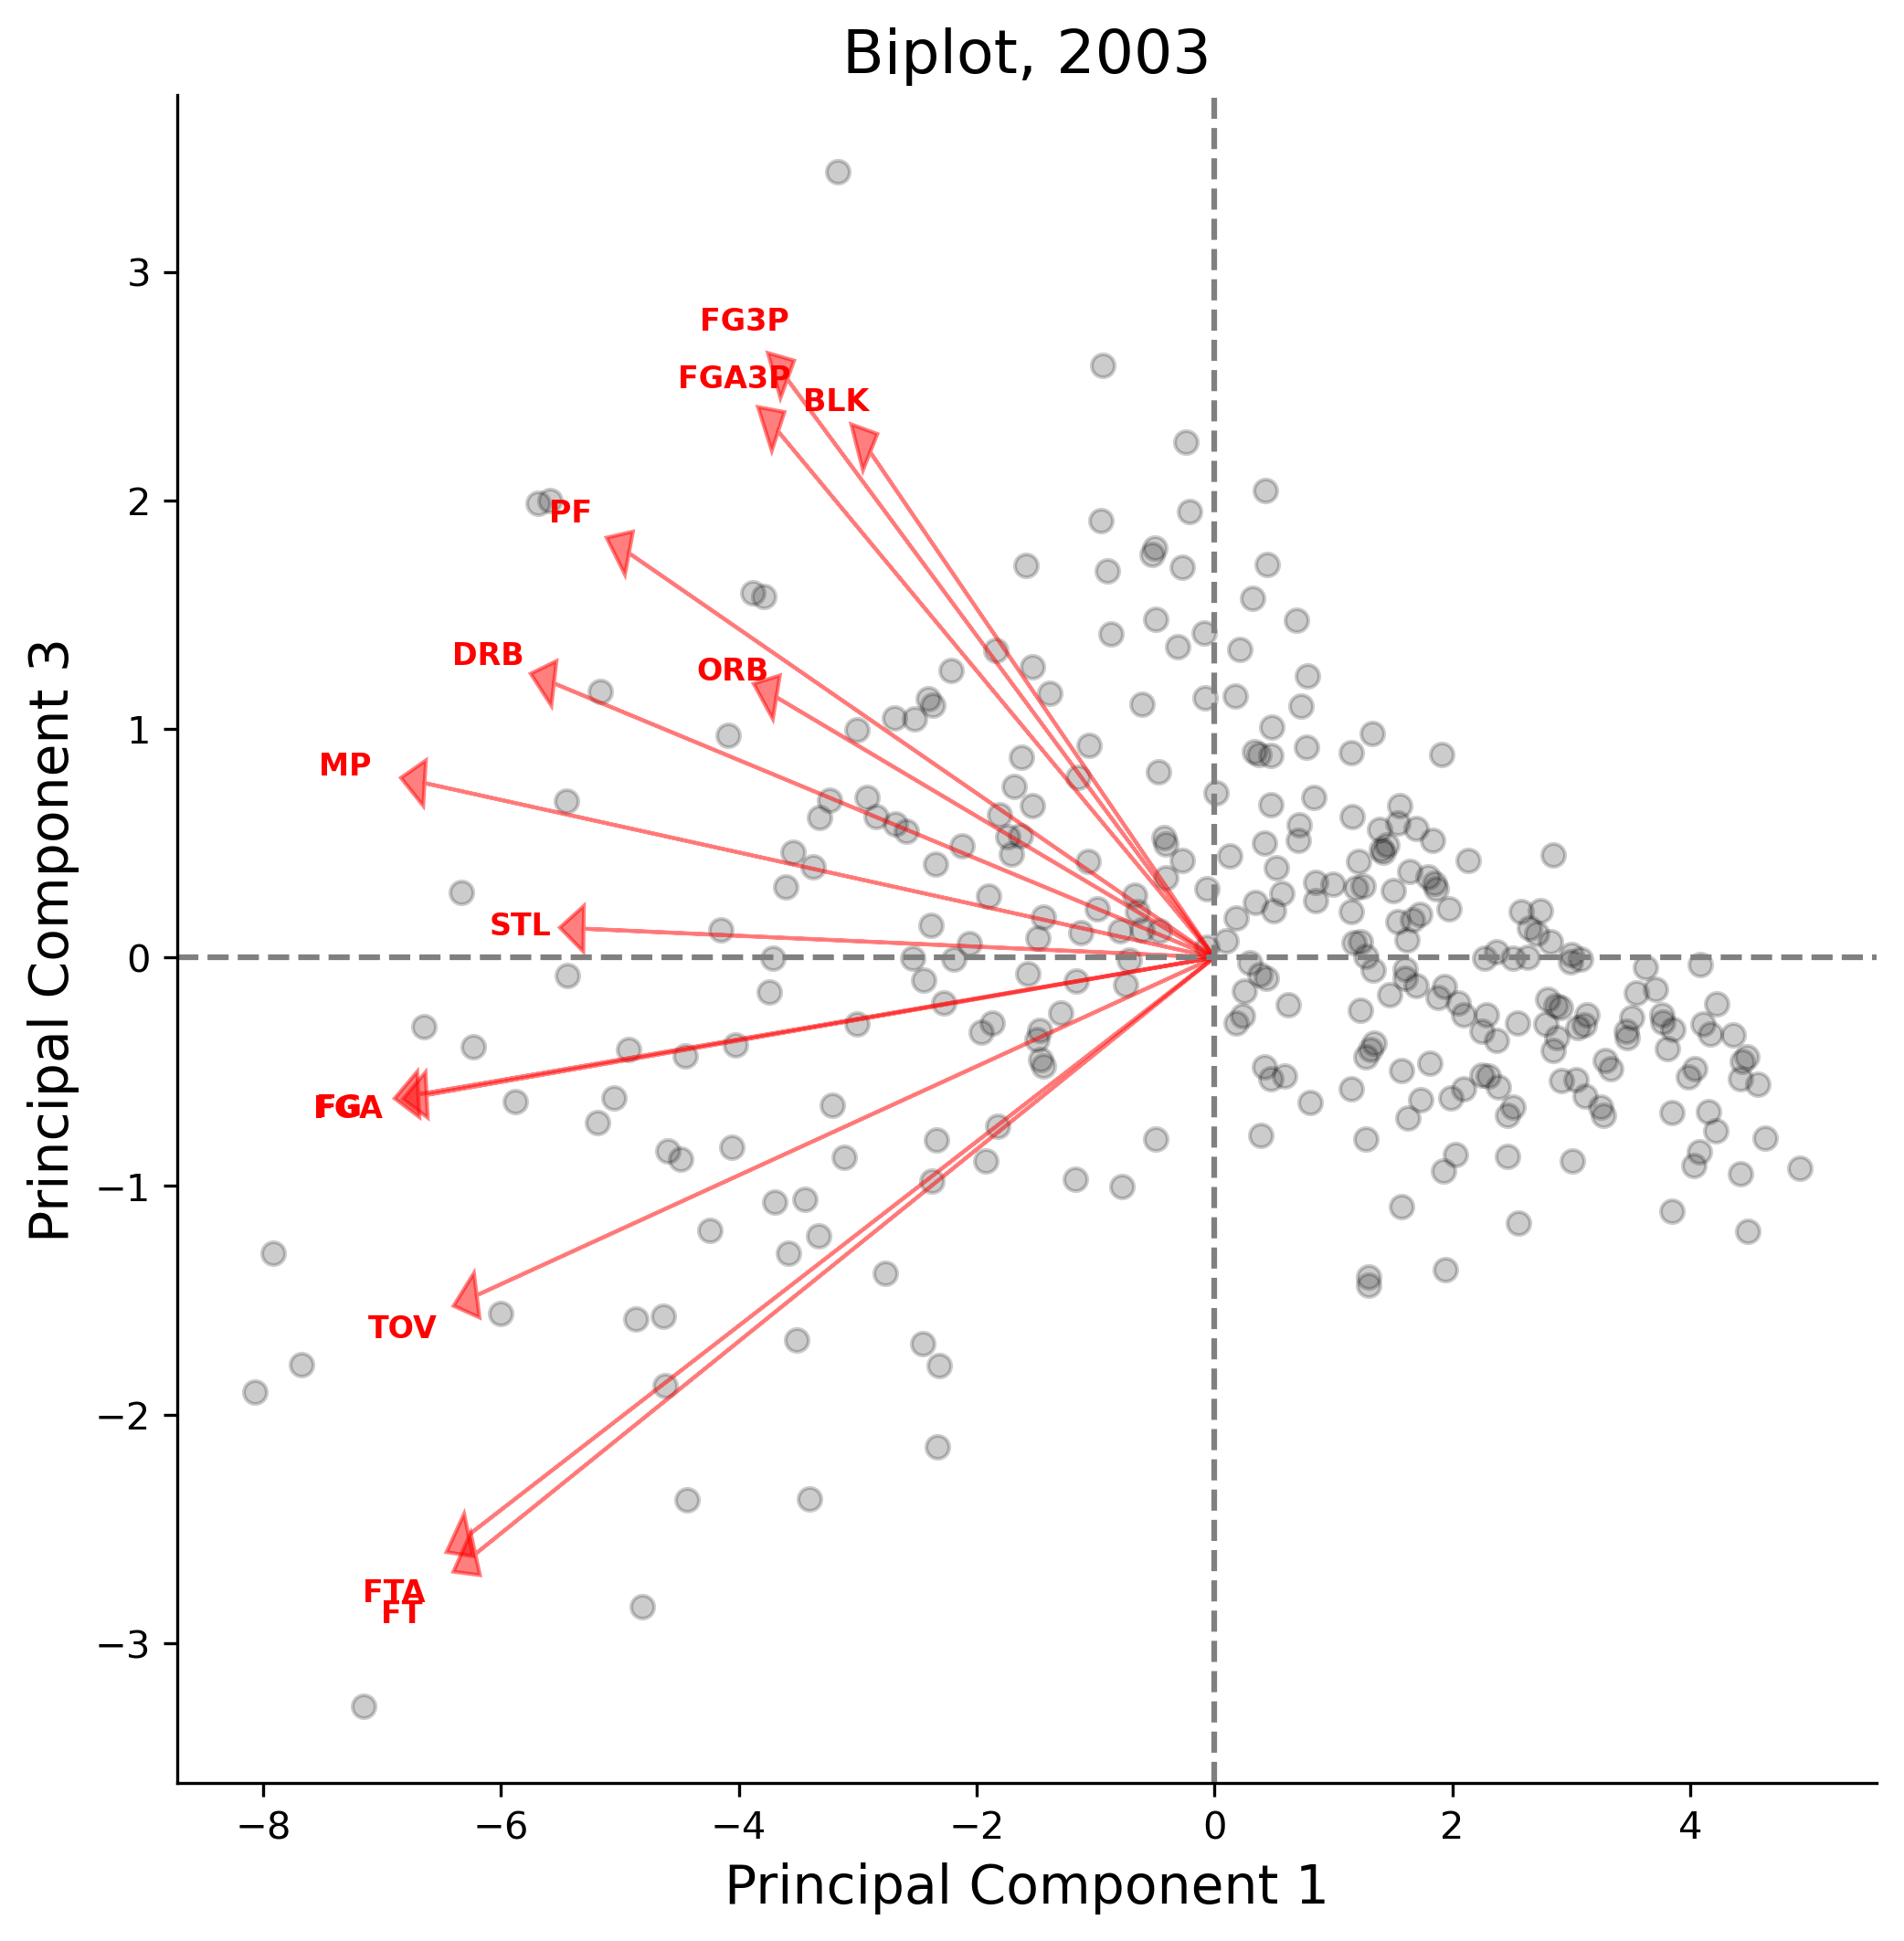 Biplot, 2003
Principal Component 3
3
2
1
0
−1
−2
−3
FG3P
FGA3P
BLK
PF
DRB
ORB
MP
STL
FG
FGA
TOV
FTA
FT
−8
−6
−4
−2
0
2
4
Principal Component 1